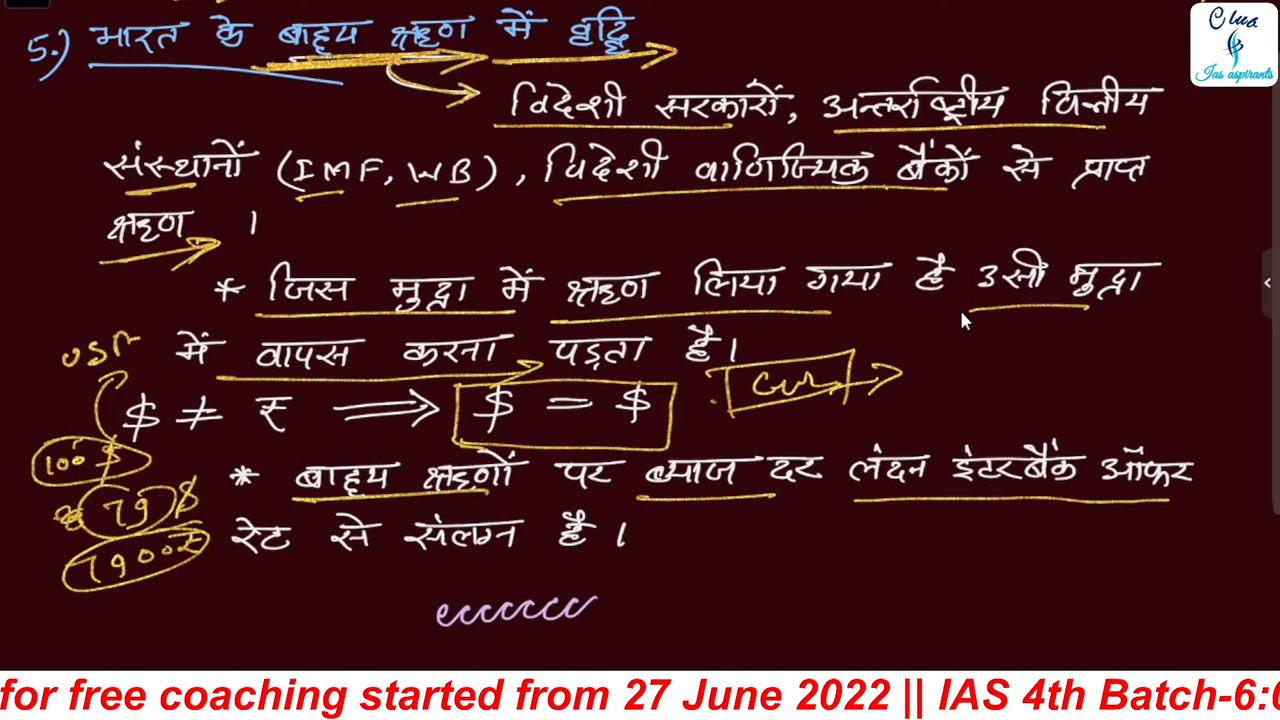 5.) भारत के बाह्य ऋण में वृद्धि
विदेशी सरकारों, अन्तर्राष्ट्रीय वित्तीय
संस्थानों (IMF, WB), विदेशी वाणिज्यिक बैंकों से प्राप्त
ऋण ।
* जिस मुद्रा में ऋण लिया गया है उसी मुद्रा
में वापस करना पड़ता है।
USA
$ ≠ ₹ ⟹ $ = $
100 $
* बाह्य ऋणों पर ब्याज दर लंदन इंटरबैंक ऑफर
79
रेट से संलग्न है ।
7900₹
Ias aspirants
for free coaching started from 27 June 2022 || IAS 4th Batch-6:0